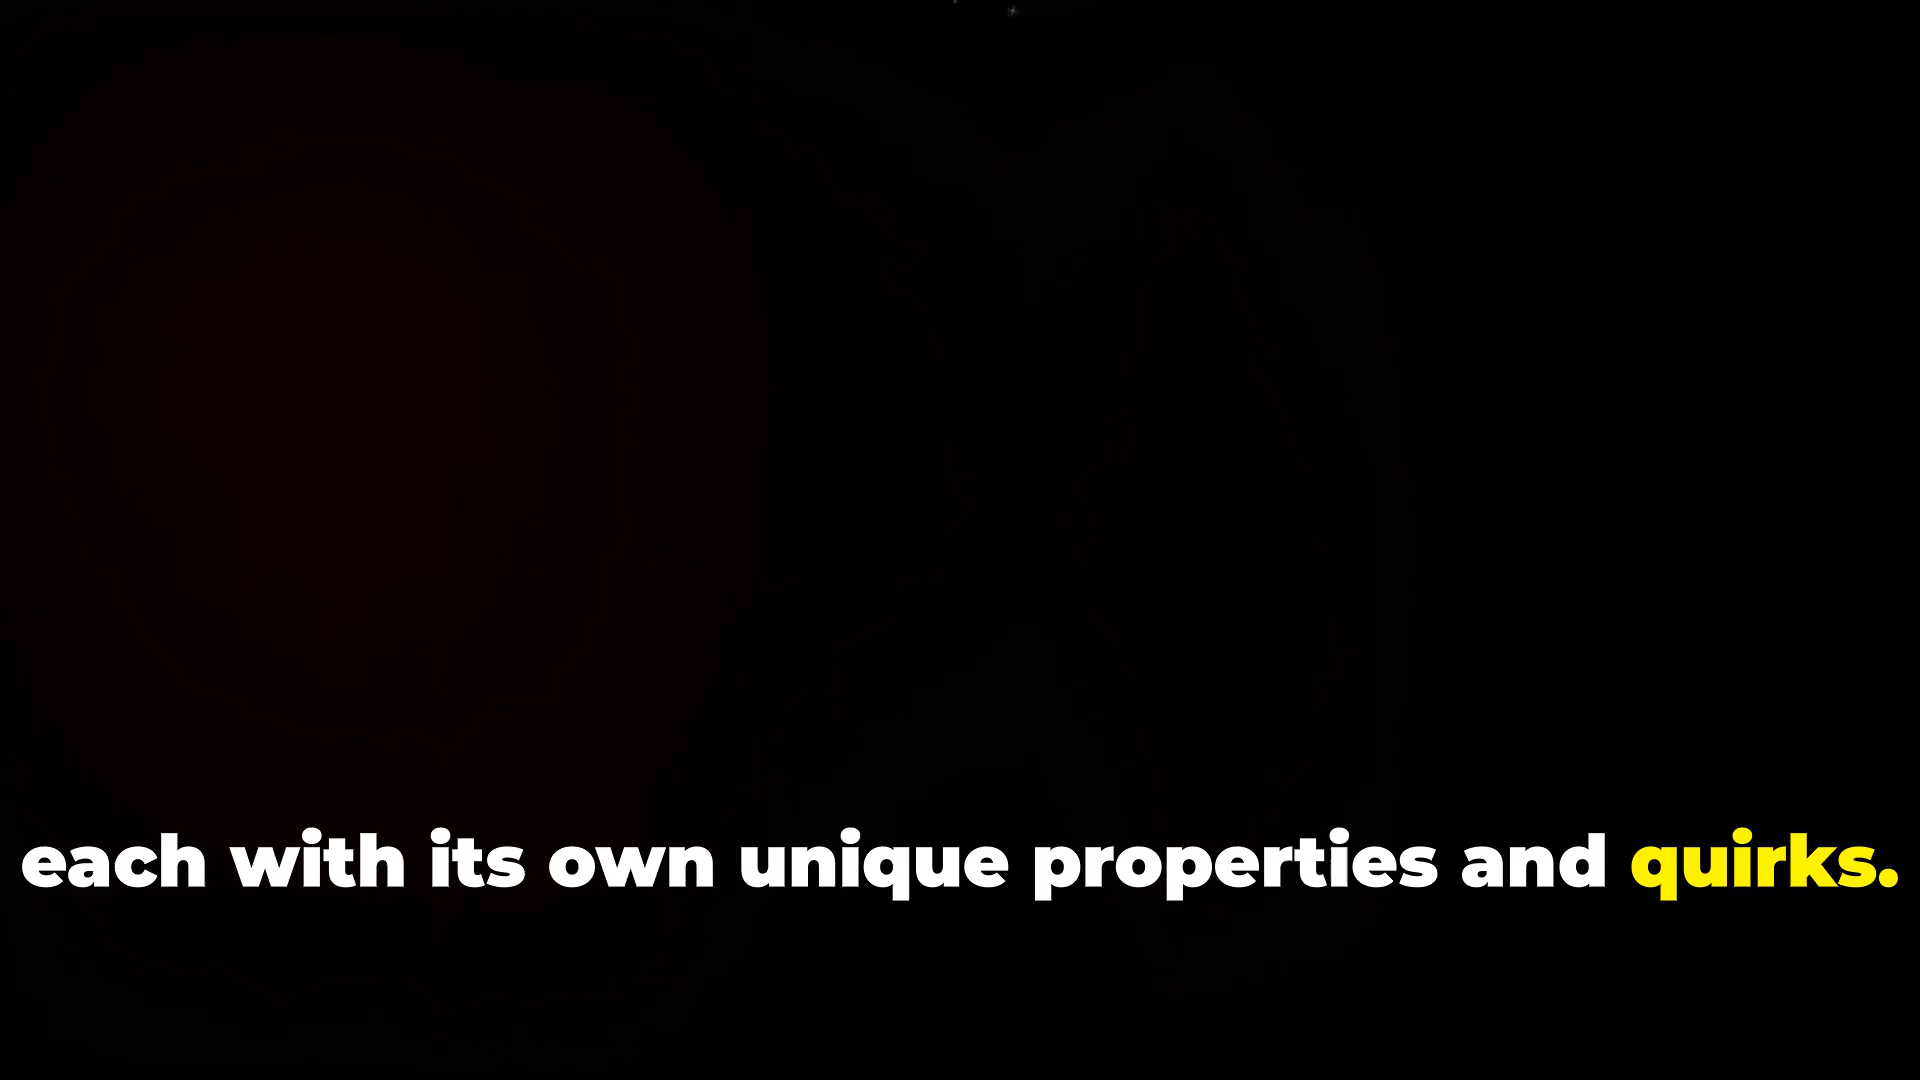 each with its own unique properties and quirks.